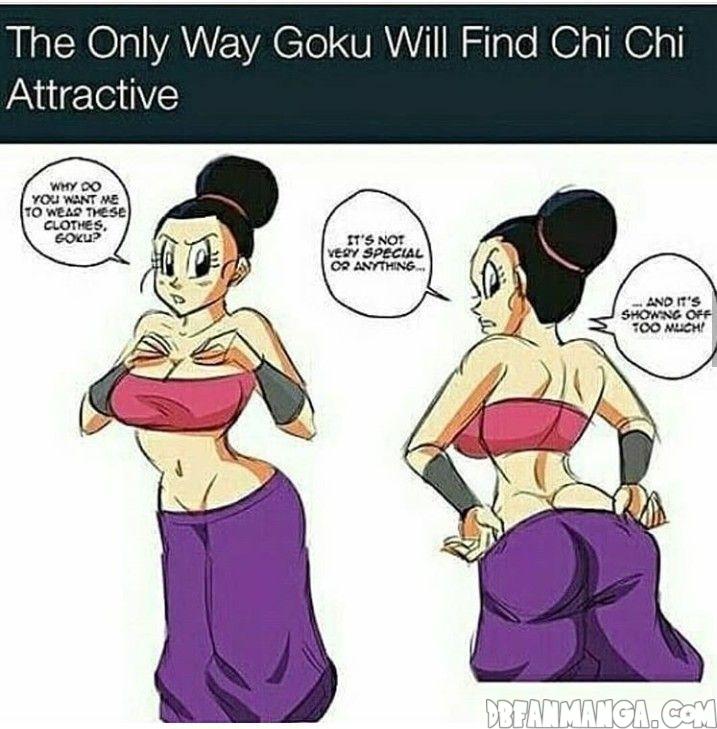 The Only Way Goku Will Find Chi Chi
Attractive
WHY DO
YOU WANT ME
TO WEAR THESE
CLOTHES,
GOKU?
IT'S NOT
VERY SPECIAL
OR ANYTHING...
... AND IT'S
SHOWING OFF
TOO MUCH!
DBFANMANGA.COM